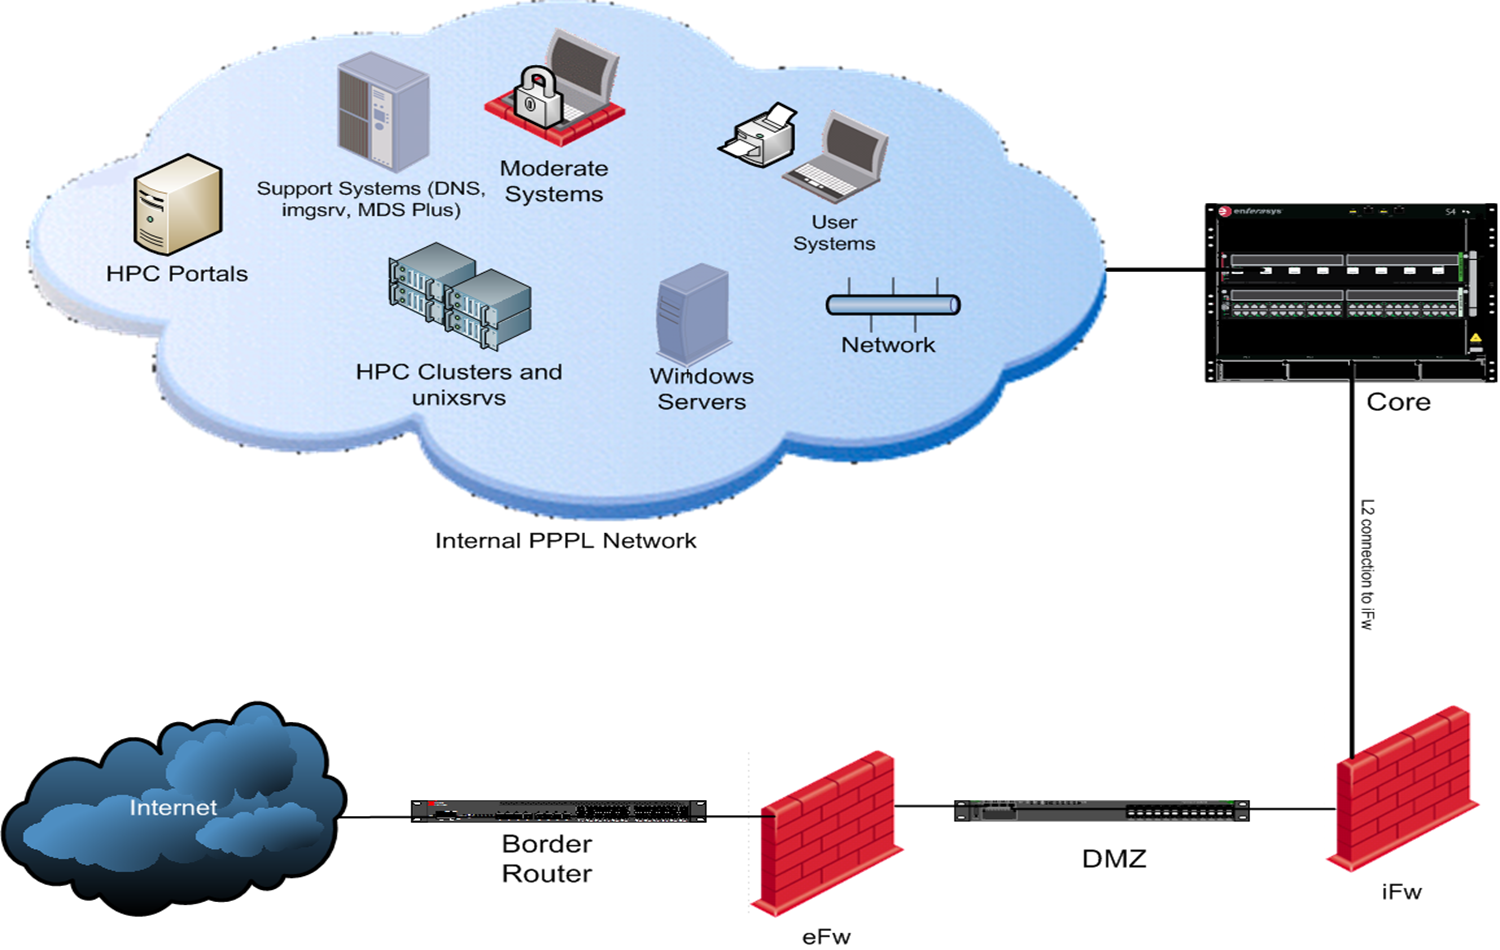 Moderate
Systems
Support Systems (DNS,
imgsrv, MDS Plus)
HPC Portals
User
Systems
HPC Clusters and
unixsrvs
Windows
Servers
Network
Internal PPPL Network
enterasys
S4
Core
L2 connection to iFw
Internet
Border
Router
eFw
DMZ
iFw